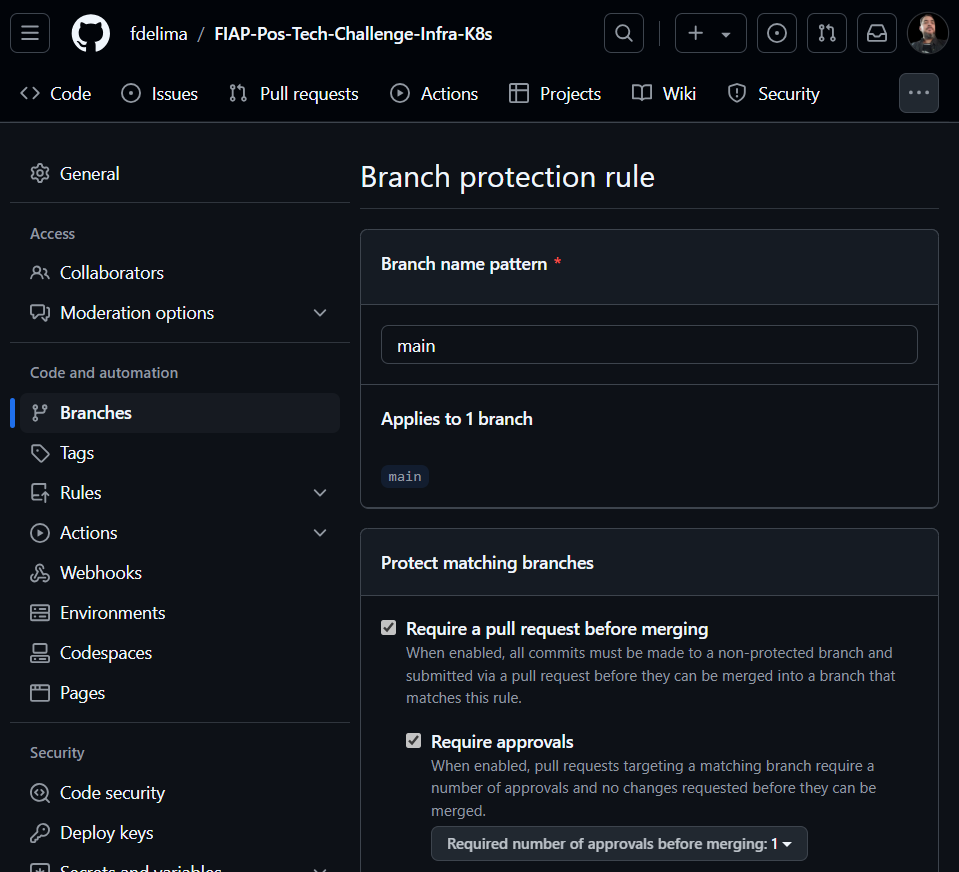 fdelima / FIAP-Pos-Tech-Challenge-Infra-K8s
Code Issues Pull requests Actions Projects Wiki Security
General
Access
Collaborators
Moderation options
Code and automation
Branches
Tags
Rules
Actions
Webhooks
Environments
Codespaces
Pages
Security
Code security
Deploy keys
Secrets and variables
Branch protection rule
Branch name pattern *
main
Applies to 1 branch
main
Protect matching branches
Require a pull request before merging
When enabled, all commits must be made to a non-protected branch and
submitted via a pull request before they can be merged into a branch that
matches this rule.
Require approvals
When enabled, pull requests targeting a matching branch require a
number of approvals and no changes requested before they can be
merged.
Required number of approvals before merging: 1